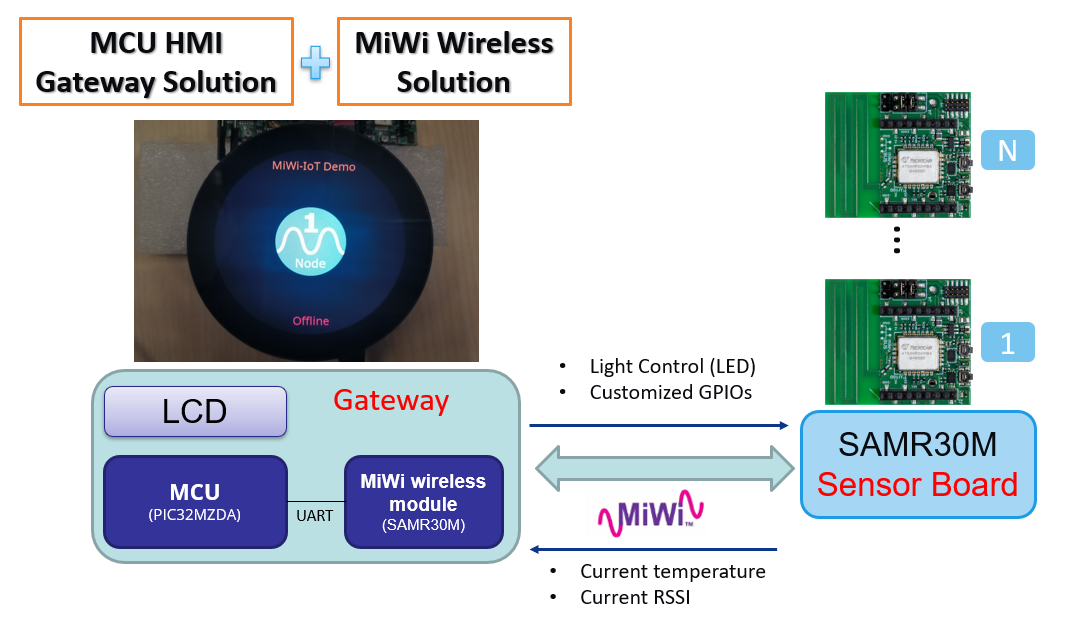 MCU HMI
Gateway Solution
MiWi Wireless
Solution
MiWi-IoT Demo
1
Node
Offline
N
1
LCD
Gateway
MCU
(PIC32MZDA)
UART
MiWi wireless
module
(SAMR30M)
• Light Control (LED)
• Customized GPIOs
MiWi™
• Current temperature
• Current RSSI
SAMR30M
Sensor Board